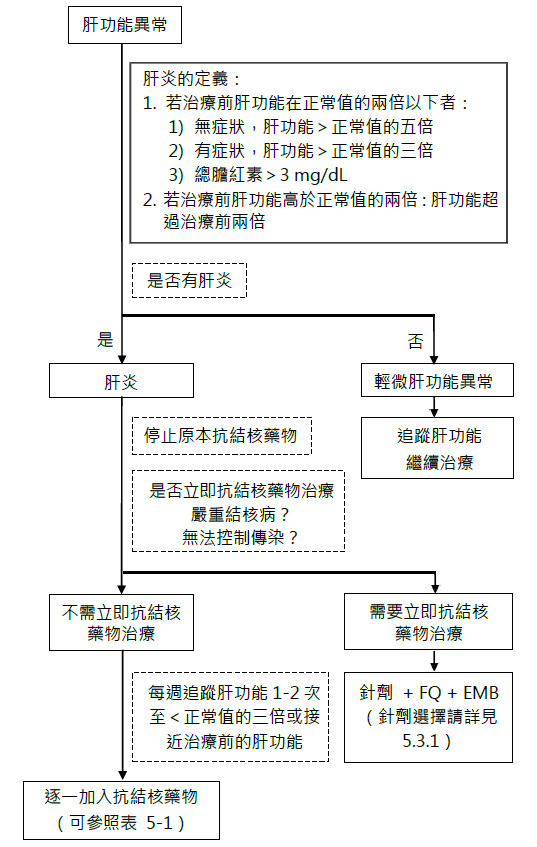 肝功能異常
肝炎的定義：
1. 若治療前肝功能在正常值的兩倍以下者：
1) 無症狀，肝功能＞正常值的五倍
2) 有症狀，肝功能＞正常值的三倍
3) 總膽紅素＞3 mg/dL
2. 若治療前肝功能高於正常值的兩倍：肝功能超
過治療前兩倍
是否有肝炎
是
否
肝炎
輕微肝功能異常
停止原本抗結核藥物
追蹤肝功能
繼續治療
是否立即抗結核藥物治療
嚴重結核病？
無法控制傳染？
不需立即抗結核
藥物治療
需要立即抗結核
藥物治療
每週追蹤肝功能 1-2 次
至＜正常值的三倍或接
近治療前的肝功能
針劑 + FQ + EMB
（針劑選擇請詳見
5.3.1）
逐一加入抗結核藥物
（可參照表 5-1）